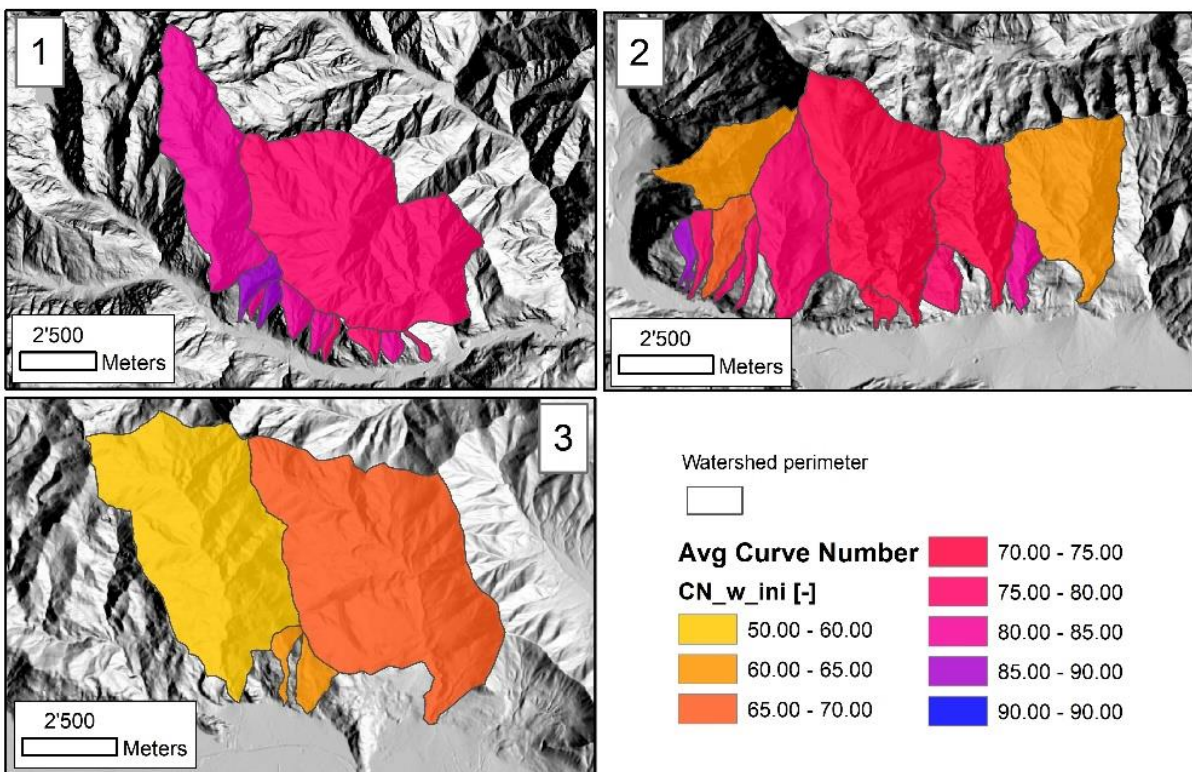 1
2
2'500
Meters
2'500
Meters
3
2'500
Meters
Watershed perimeter
Avg Curve Number
CN_w_ini [-]
50.00 - 60.00
60.00 - 65.00
65.00 - 70.00
70.00 - 75.00
75.00 - 80.00
80.00 - 85.00
85.00 - 90.00
90.00 - 90.00